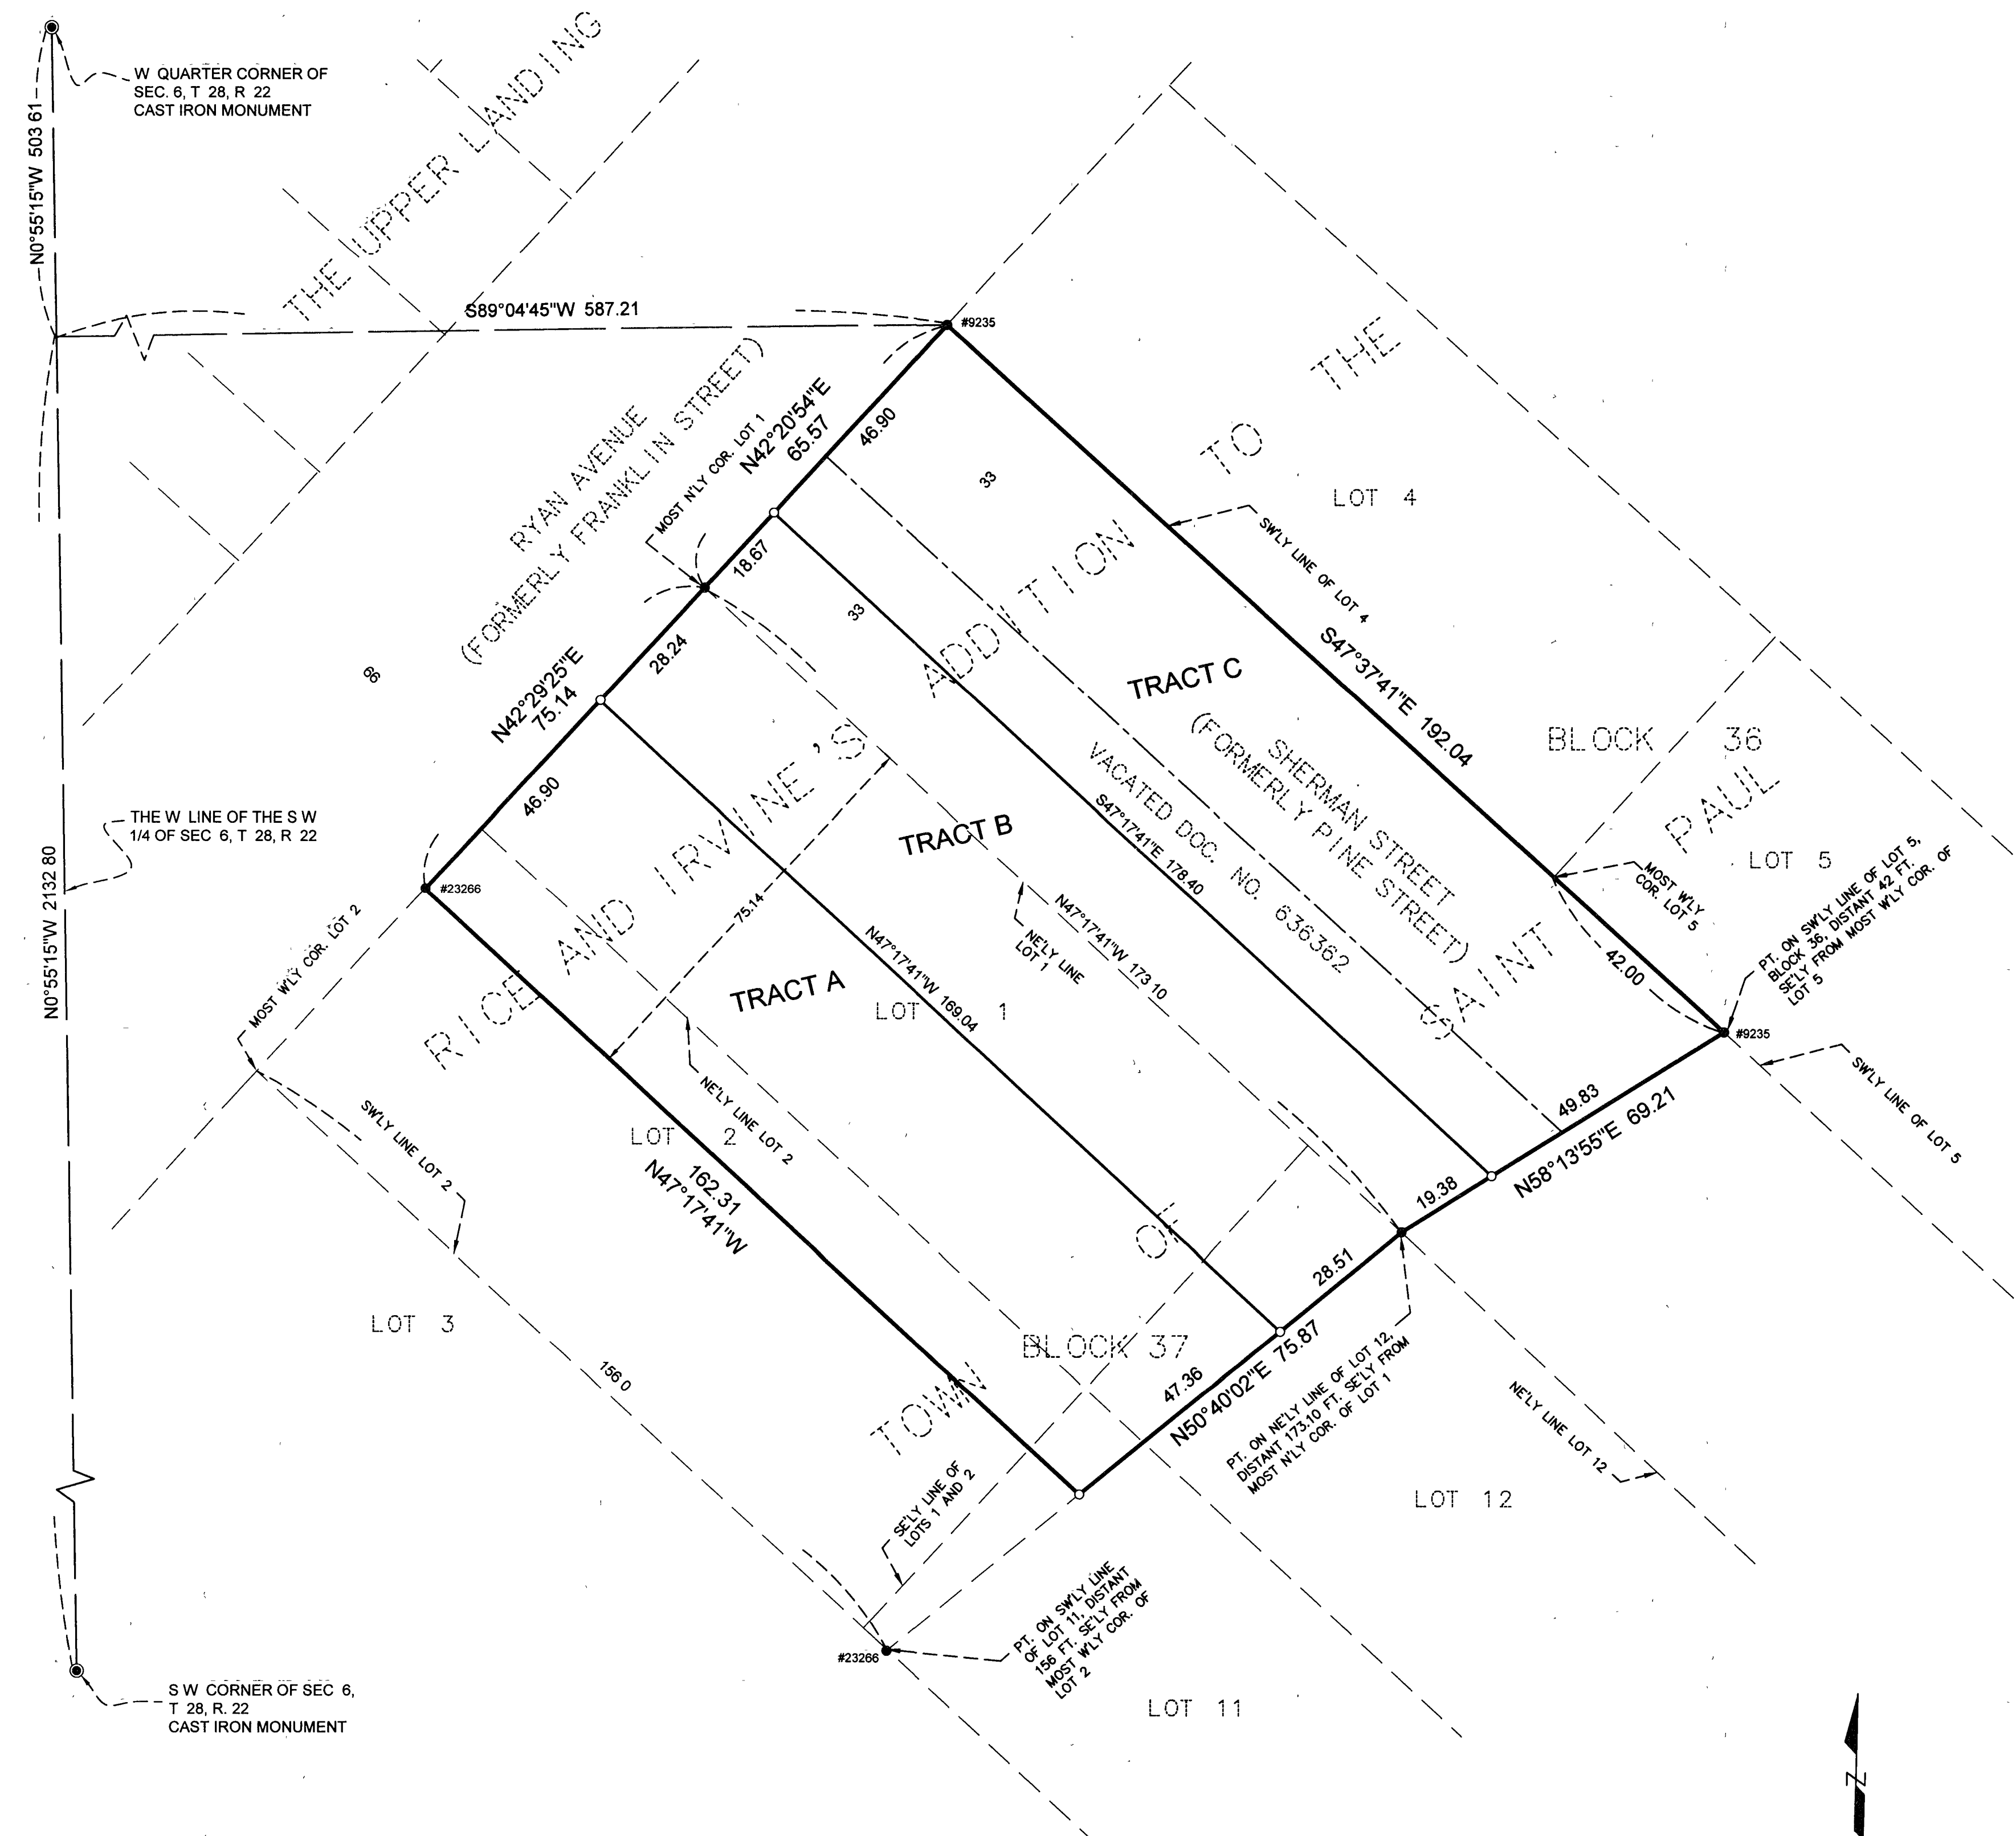 W QUARTER CORNER OF
SEC. 6, T 28, R 22
CAST IRON MONUMENT
N0°55'15"W 503 61
THE UPPER LANDING
S89°04'45"W 587.21
#9235
RYAN AVENUE
(FORMERLY FRANKLIN STREET)
MOST N'LY COR. LOT 1
N42°20'54"E
65.57
46.90
18.67
33
33
66
THE
TO
ADDITION
LOT 4
SW'LY LINE OF LOT 4
N42°29'25"E
75.14
28.24
46.90
TRACT C
S47°37'41"E 192.04
BLOCK 36
SHERMAN STREET
(FORMERLY PINE STREET)
VACATED DOC. NO. 636362
S47°17'41"E 178.40
PAUL
LOT 5
MOST W'LY
COR. LOT 5
PT. ON SW'LY LINE OF LOT 5,
BLOCK 36, DISTANT 42 FT.
SE'LY FROM MOST W'LY COR. OF
LOT 5
THE W LINE OF THE S W
1/4 OF SEC 6, T 28, R 22
N0°55'15"W 2132 80
#23266
MOST W'LY COR. LOT 2
RICE AND IRVINE'S
75.14
TRACT B
N47°17'41"W 173 10
NE'LY LINE
LOT 1
TRACT A
LOT 1
N47°17'41"W 169.04
SAINT
42.00
#9235
SW'LY LINE OF LOT 5
49.83
N58°13'55"E 69.21
19.38
SW'LY LINE LOT 2
LOT 2
NE'LY LINE LOT 2
162.31
N47°17'41"W
OF
28.51
N50°40'02"E 75.87
47.36
BLOCK 37
LOT 3
156 0
TOWN
PT. ON NE'LY LINE OF LOT 12,
DISTANT 173.10 FT. SE'LY FROM
MOST N'LY COR. OF LOT 1
NE'LY LINE LOT 12
LOT 12
SE'LY LINE OF
LOTS 1 AND 2
#23266
PT. ON SW'LY LINE
OF LOT 11, DISTANT
156 FT. SE'LY FROM
MOST W'LY COR. OF
LOT 2
LOT 11
S W CORNER OF SEC 6,
T 28, R. 22
CAST IRON MONUMENT
N